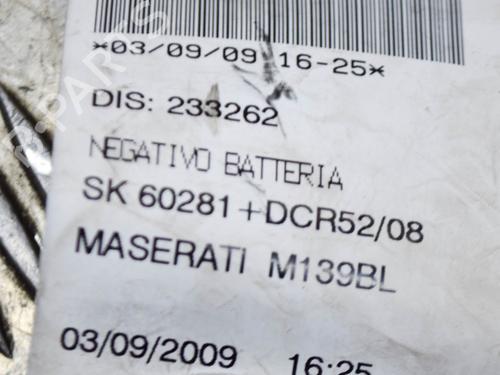 *03/09/09 16-25*
DIS: 233262
NEGATIVO BATTERIA
SK 60281+DCR52/08
MASERATI M139BL
03/09/2009 16:25